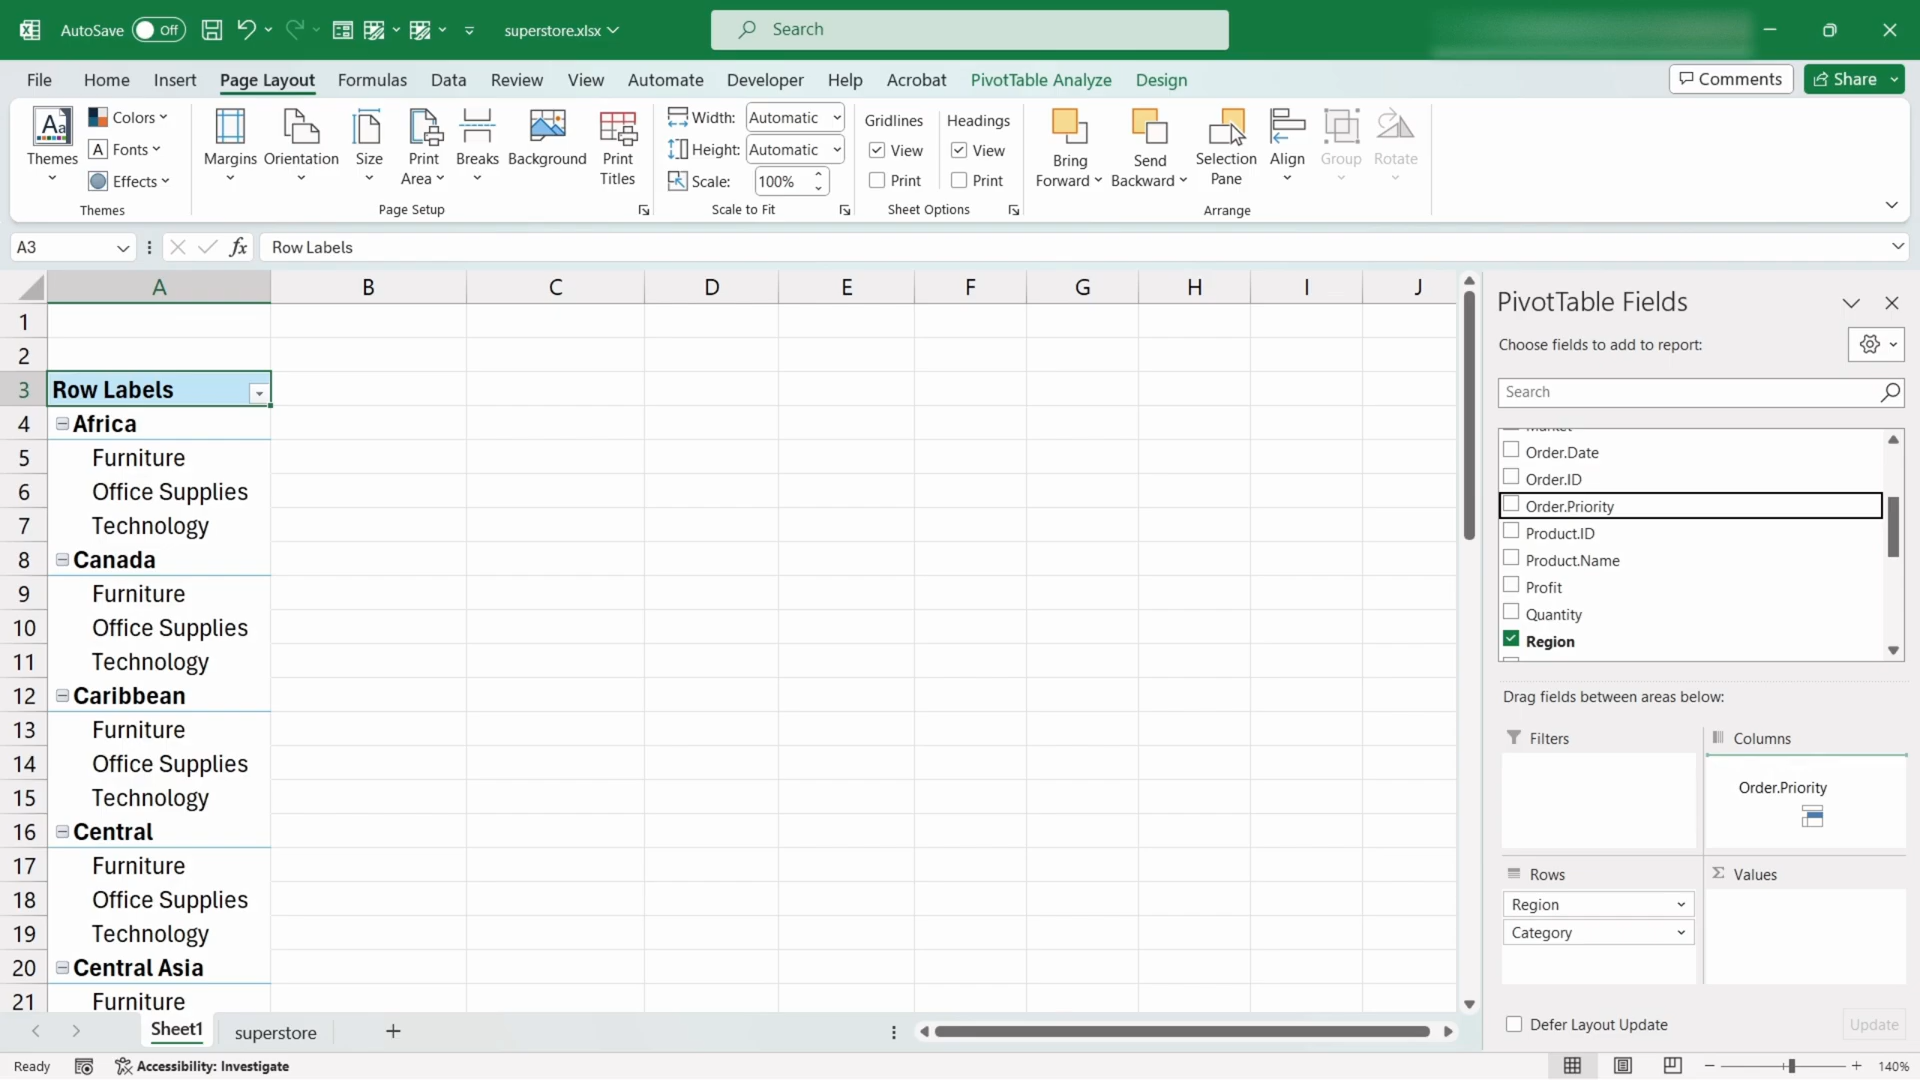 AutoSave Off superstore.xlsx Search
File Home Insert Page Layout Formulas Data Review View Automate Developer Help Acrobat PivotTable Analyze Design Comments Share
Themes Colors Fonts Effects Themes
Margins Orientation Size Print Area Breaks Background Print Titles Page Setup
Width: Automatic
Height: Automatic
Scale: 100%
Scale to Fit
Gridlines View Print
Headings View Print
Sheet Options
Bring Forward Send Backward Selection Pane Align Group Rotate
Arrange
A3 fx Row Labels
A B C D E F G H I J
1
2
3 Row Labels
4 Africa
5 Furniture
6 Office Supplies
7 Technology
8 Canada
9 Furniture
10 Office Supplies
11 Technology
12 Caribbean
13 Furniture
14 Office Supplies
15 Technology
16 Central
17 Furniture
18 Office Supplies
19 Technology
20 Central Asia
21 Furniture
PivotTable Fields
Choose fields to add to report:
Search
Market
Order.Date
Order.ID
Order.Priority
Product.ID
Product.Name
Profit
Quantity
Region
Drag fields between areas below:
Filters
Columns
Order.Priority
Rows
Region
Category
Σ Values
Defer Layout Update Update
Sheet1 superstore
Ready Accessibility: Investigate 140%